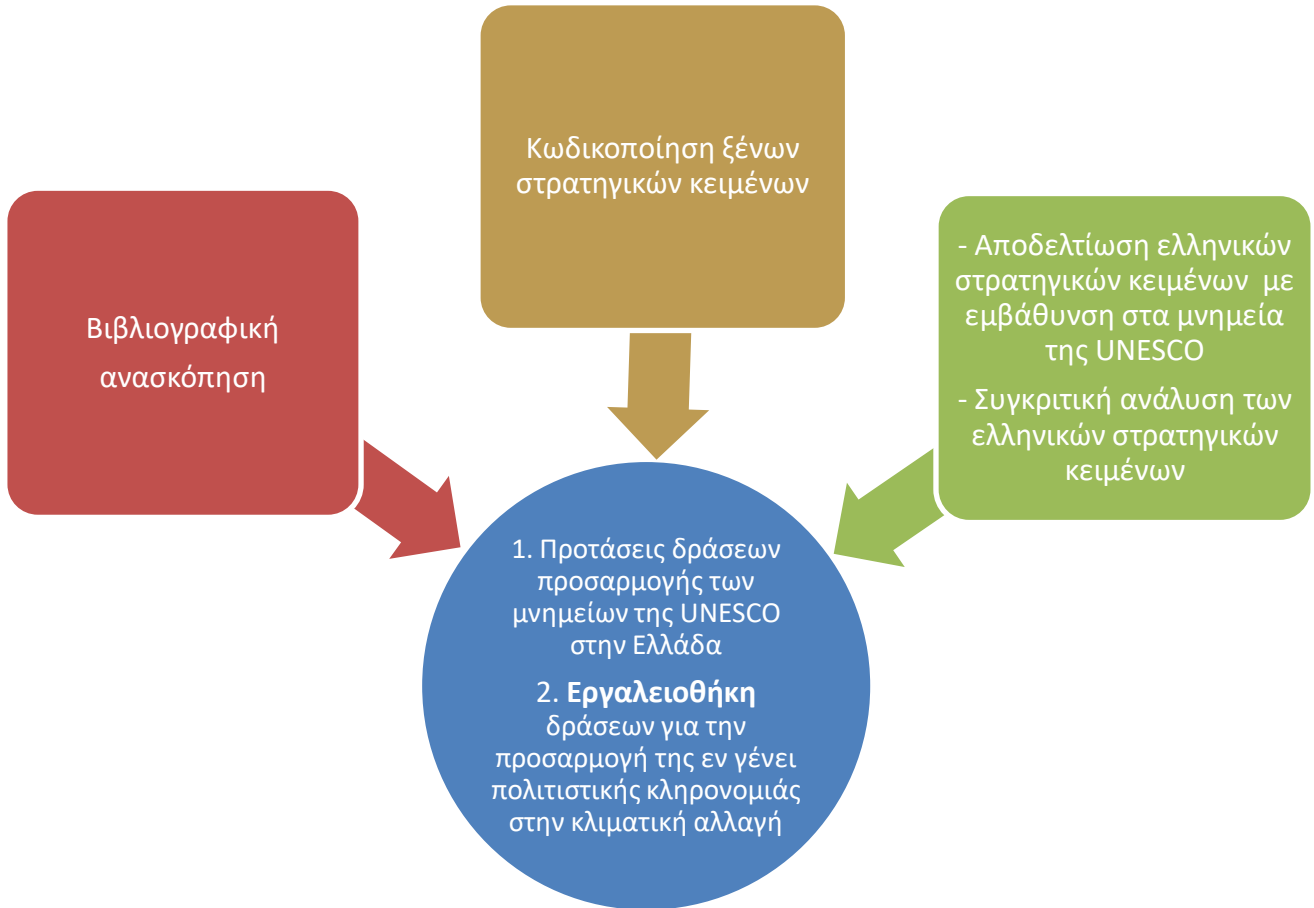 Βιβλιογραφική
ανασκόπηση
Κωδικοποίηση ξένων
στρατηγικών κειμένων
- Αποδελτίωση ελληνικών
στρατηγικών κειμένων με
εμβάθυνση στα μνημεία
της UNESCO
- Συγκριτική ανάλυση των
ελληνικών στρατηγικών
κειμένων
1. Προτάσεις δράσεων
προσαρμογής των
μνημείων της UNESCO
στην Ελλάδα
2. Εργαλειοθήκη
δράσεων για την
προσαρμογή της εν γένει
πολιτιστικής κληρονομιάς
στην κλιματική αλλαγή